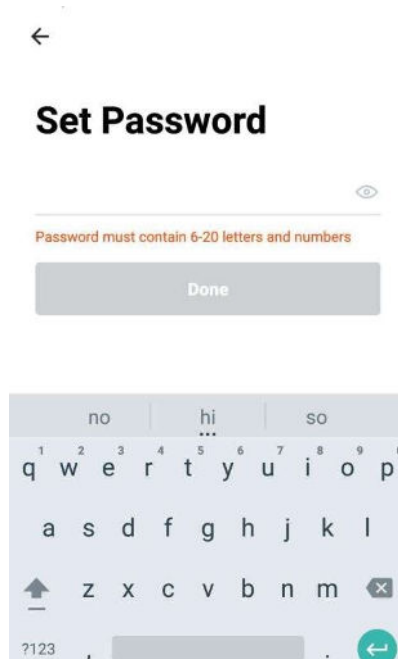 Set Password
Password must contain 6-20 letters and numbers
Done
no hi so
1 2 3 4 5 6 7 8 9
q w e r t y u i o p
a s d f g h j k l
z x c v b n m
?123